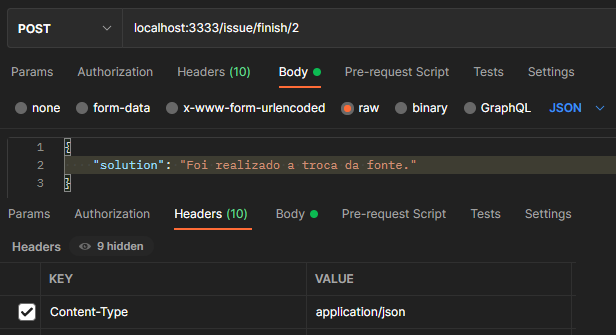 POST localhost:3333/issue/finish/2
Params Authorization Headers (10) Body Pre-request Script Tests Settings
none form-data x-www-form-urlencoded raw binary GraphQL JSON
1 {
2 "solution": "Foi realizado a troca da fonte."
3 }
Params Authorization Headers (10) Body Pre-request Script Tests Settings
Headers 9 hidden
KEY VALUE
Content-Type application/json